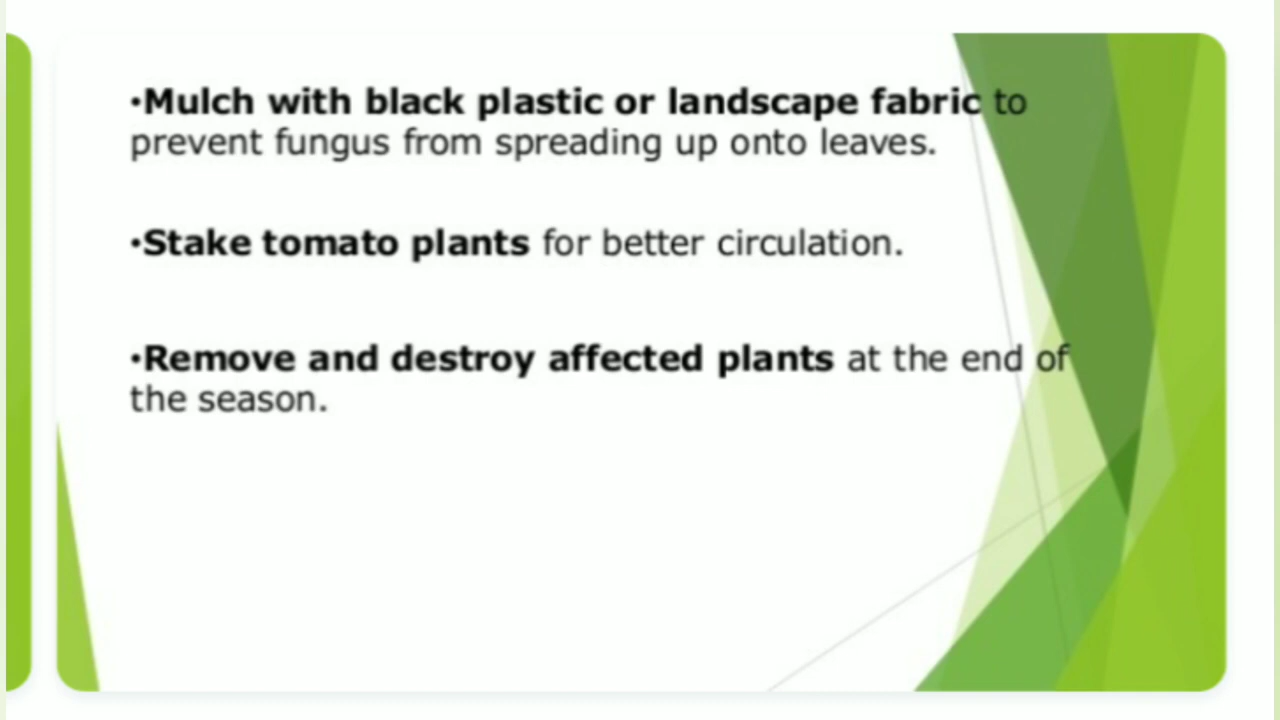 •Mulch with black plastic or landscape fabric to
prevent fungus from spreading up onto leaves.
•Stake tomato plants for better circulation.
•Remove and destroy affected plants at the end of
the season.